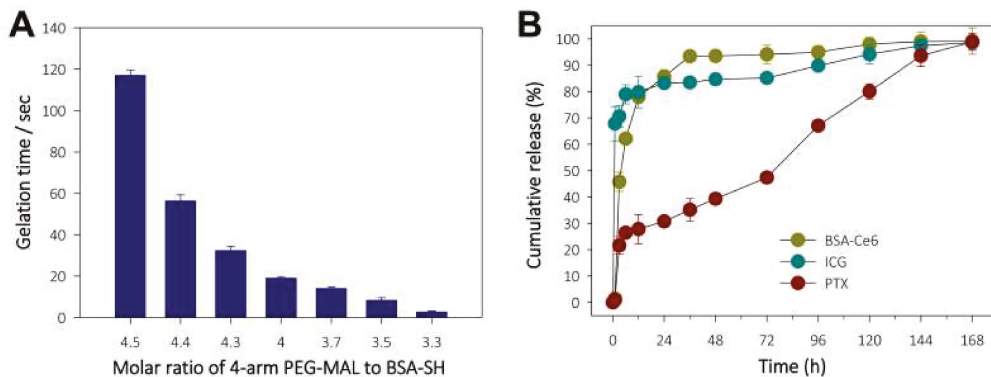 A
Gelation time / sec
140
120
100
80
60
40
20
0
4.5 4.4 4.3 4 3.7 3.5 3.3
Molar ratio of 4-arm PEG-MAL to BSA-SH
B
Cumulative release (%)
100
90
80
70
60
50
40
30
20
10
0
BSA-Ce6
ICG
PTX
0 24 48 72 96 120 144 168
Time (h)